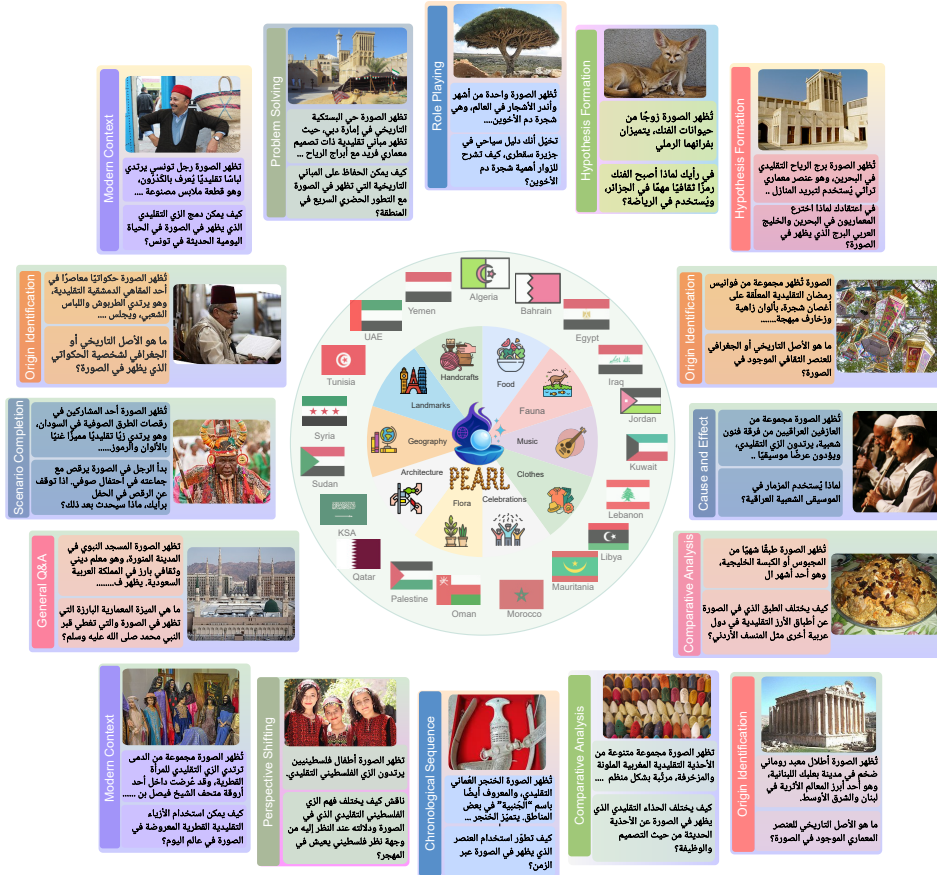 Modern Context
تظهر الصورة رجل تونسي يرتدي
لباسًا تقليديًا يُعرف بالكَدْرُون،
وهو قطعة ملابس مصنوعة ....
كيف يمكن دمج الزي التقليدي
الذي يظهر في الصورة في الحياة
اليومية الحديثة في تونس؟
Problem Solving
تظهر الصورة حي البستكية
التاريخي في إمارة دبي، حيث
تظهر مباني تقليدية ذات تصميم
معماري فريد مع أبراج الرياح ...
كيف يمكن الحفاظ على المباني
التاريخية التي تظهر في الصورة
مع التطور الحضري السريع في
المنطقة؟
Role Playing
تُظهر الصورة واحدة من أشهر
وأندر الأشجار في العالم، وهي
شجرة دم الأخوين....
تخيّل أنك دليل سياحي في
جزيرة سقطرى، كيف تشرح
للزوار أهمية شجرة دم
الأخوين؟
Hypothesis Formation
تُظهر الصورة زوجًا من
حيوانات الفنك، يتميزان
بفرائهما الرملي
في رأيك لماذا أصبح الفنك
رمزًا ثقافيًا مهمًا في الجزائر،
ويُستخدم في الرياضة؟
Hypothesis Formation
تُظهر الصورة برج الرياح التقليدي
في البحرين، وهو عنصر معماري
تراثي يُستخدم لتبريد المنازل ..
في اعتقادك لماذا اخترع
المعماريون في البحرين والخليج
العربي البرج الذي يظهر في
الصورة؟
Origin Identification
تُظهر الصورة حكواتيًا معاصرًا في
أحد المقاهي الدمشقية التقليدية،
وهو يرتدي الطربوش واللباس
الشعبي، ويجلس ....
ما هو الأصل التاريخي أو
الجغرافي لشخصية الحكواتي
الذي يظهر في الصورة؟
Origin Identification
الصورة تُظهر مجموعة من فوانيس
رمضان التقليدية المعلّقة على
أغصان شجرة، بألوان زاهية
وزخارف مبهجة.......
ما هو الأصل التاريخي أو الجغرافي
للعنصر الثقافي الموجود في
الصورة؟
Scenario Completion
تُظهر الصورة أحد المشاركين في
رقصات الطرق الصوفية في السودان،
وهو يرتدي زيًا تقليديًا مميزًا غنيًا
بالألوان والرموز......
بدأ الرجل في الصورة يرقص مع
جماعته في احتفال صوفي. اذا توقف
عن الرقص في الحفل
برأيك، ماذا سيحدث بعد ذلك؟
Cause and Effect
تُظهر الصورة مجموعة من
العازفين العراقيين من فرقة فنون
شعبية، يرتدون الزي التقليدي،
ويؤدون عرضًا موسيقيًا ..
لماذا يُستخدم المزمار في
الموسيقى الشعبية العراقية؟
General Q&A
تظهر الصورة المسجد النبوي في
المدينة المنورة، وهو معلم ديني
وثقافي بارز في المملكة العربية
السعودية. يظهر ف........
ما هي الميزة المعمارية البارزة التي
تظهر في الصورة والتي تغطي قبر
النبي محمد صلى الله عليه وسلم؟
Comparative Analysis
تُظهر الصورة طبقًا شهيًا من
المجبوس أو الكبسة الخليجية،
وهو أحد أشهر ال
كيف يختلف الطبق الذي في الصورة
عن أطباق الأرز التقليدية في دول
عربية أخرى مثل المنسف الأردني؟
Algeria
Bahrain
Egypt
Iraq
Jordan
Kuwait
Lebanon
Libya
Mauritania
Morocco
Oman
Palestine
Qatar
KSA
Sudan
Syria
Tunisia
UAE
Yemen
Handcrafts
Food
Fauna
Music
Clothes
Celebrations
Flora
Architecture
Geography
Landmarks
PEARL
Modern Context
تُظهر الصورة مجموعة من الدمى
ترتدي الزي التقليدي للمرأة
القطرية، وقد عُرضت داخل أحد
أروقة متحف الشيخ فيصل بن ......
كيف يمكن استخدام الأزياء
التقليدية القطرية المعروضة في
الصورة في عالم اليوم؟
Perspective Shifting
تظهر الصورة أطفال فلسطينيين
يرتدون الزي الفلسطيني التقليدي.
ناقش كيف يختلف فهم الزي
الفلسطيني التقليدي الذي في
الصورة ودلالته عند النظر إليه من
وجهة نظر فلسطيني يعيش في
المهجر؟
Chronological Sequence
تُظهر الصورة الخنجر العُماني
التقليدي، والمعروف أيضًا
باسم "الجَنبية" في بعض
المناطق. يتميّز الخنجر ...
كيف تطوّر استخدام العنصر
الذي يظهر في الصورة عبر
الزمن؟
Comparative Analysis
تظهر الصورة مجموعة متنوعة من
الأحذية التقليدية المغربية الملونة
والمزخرفة، مرتّبة بشكل منظم ....
كيف يختلف الحذاء التقليدي الذي
يظهر في الصورة عن الأحذية
الحديثة من حيث التصميم
والوظيفة؟
Origin Identification
تُظهر الصورة أطلال معبد روماني
ضخم في مدينة بعلبك اللبنانية،
وهو أحد أبرز المعالم الأثرية في
لبنان والشرق الأوسط.
ما هو الأصل التاريخي للعنصر
المعماري الموجود في الصورة؟